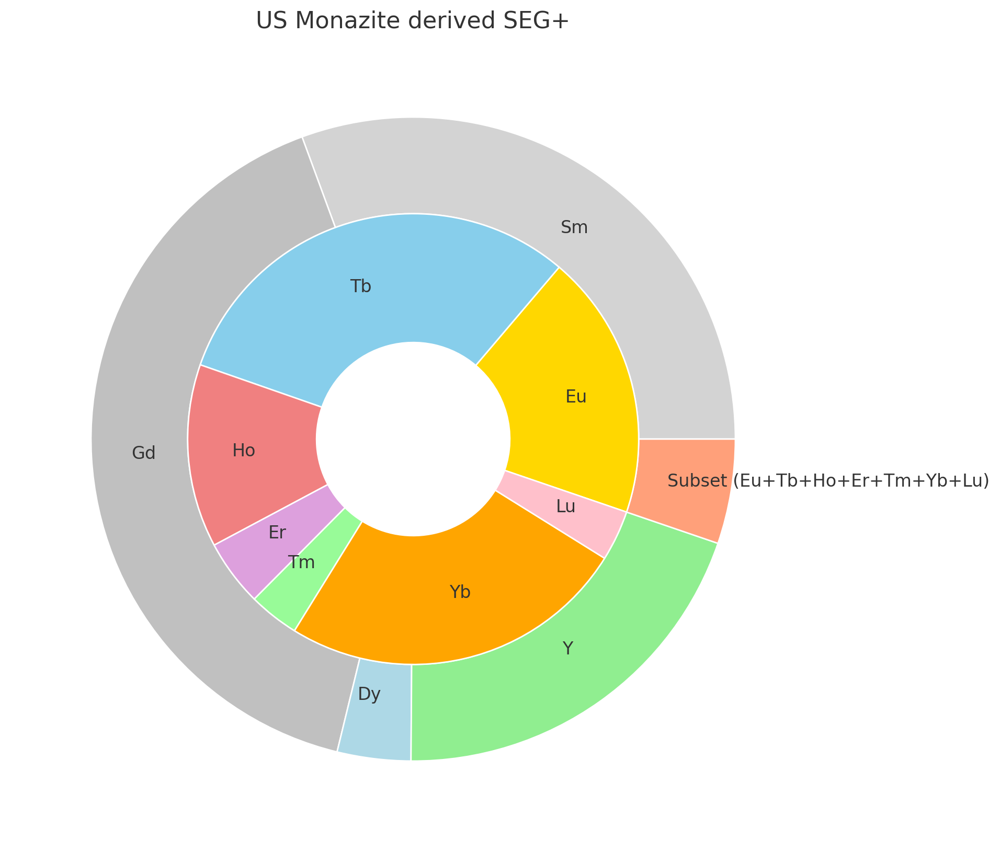 US Monazite derived SEG+
Sm
Tb
Eu
Ho
Gd
Subset (Eu+Tb+Ho+Er+Tm+Yb+Lu)
Lu
Er
Tm
Yb
Y
Dy